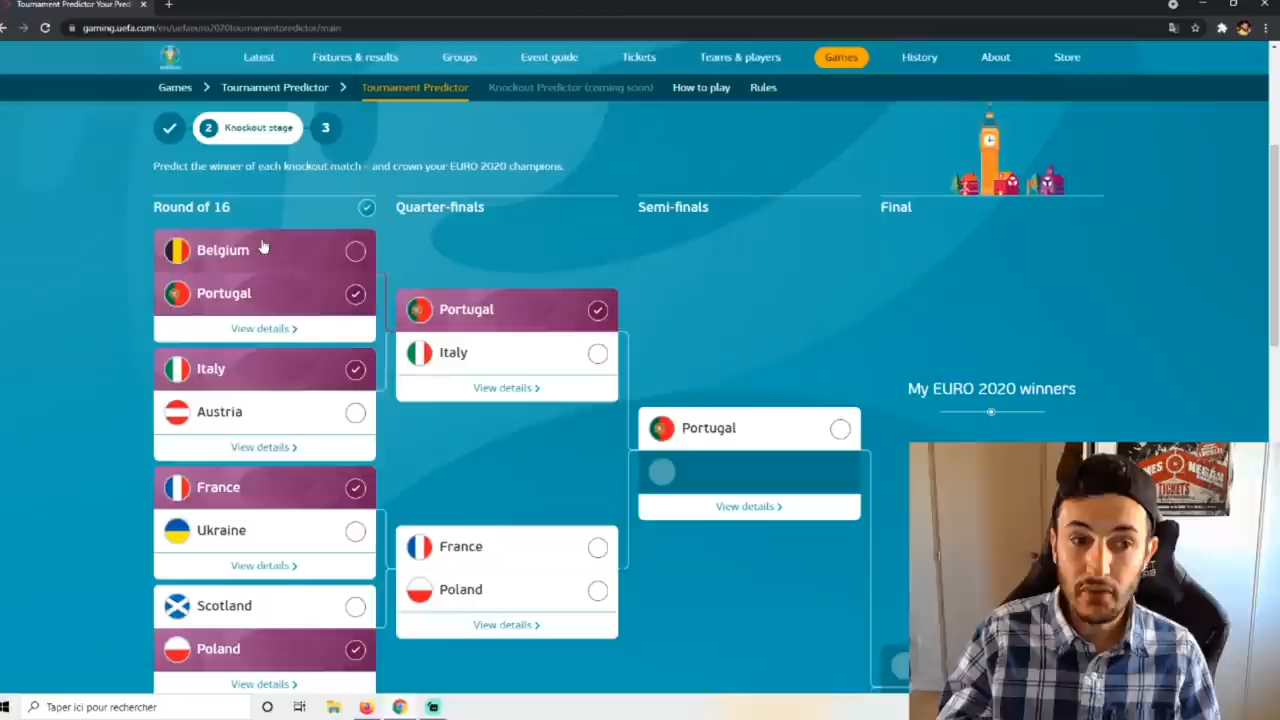 Tournament Predictor Your Pred
gaming.uefa.com/en/uefaeuro2020tournamentpredictor/main
Latest Fixtures & results Groups Event guide Tickets Teams & players Games History About Store
Games Tournament Predictor Tournament Predictor Knockout Predictor (coming soon) How to play Rules
2 Knockout stage 3
Predict the winner of each knockout match – and crown your EURO 2020 champions.
Round of 16 Quarter-finals Semi-finals Final
Belgium
Portugal
View details
Italy
Austria
View details
France
Ukraine
View details
Scotland
Poland
View details
Portugal
Italy
View details
France
Poland
View details
Portugal
View details
My EURO 2020 winners
TICKETS
Taper ici pour rechercher